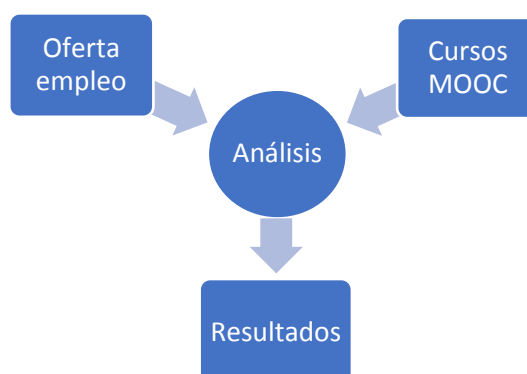 Oferta
empleo
Cursos
MOOC
Análisis
Resultados